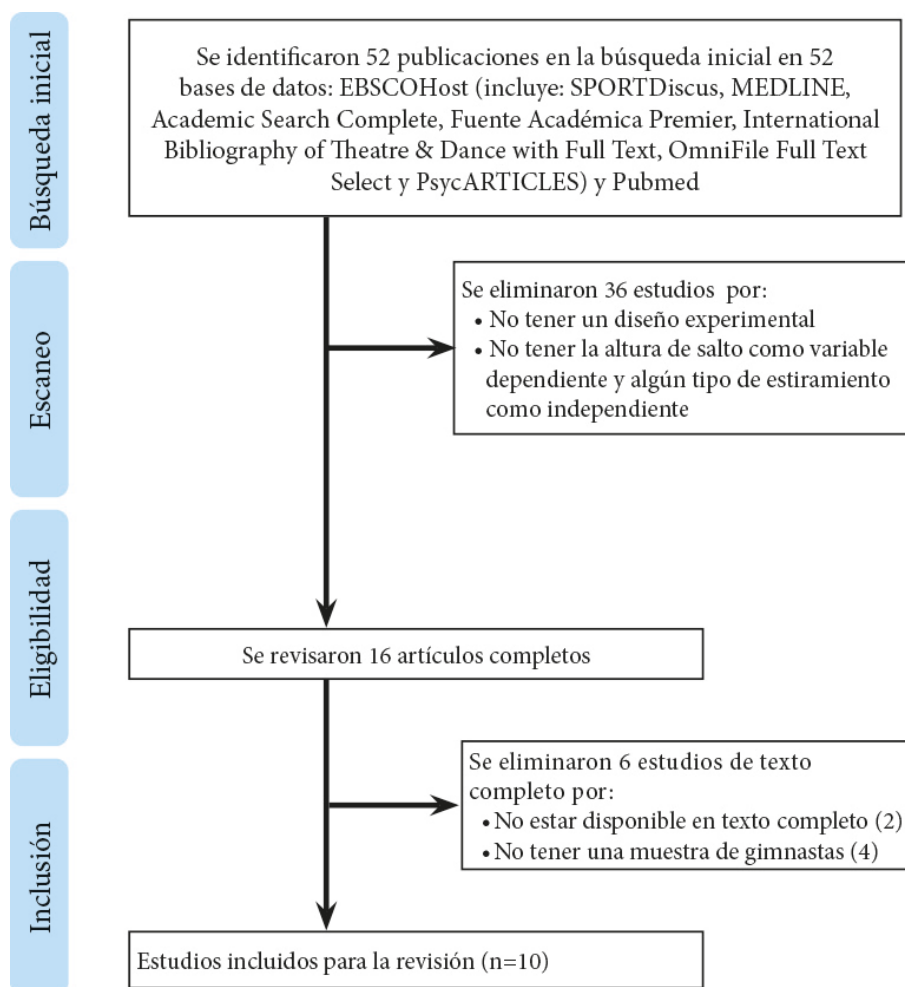 Búsqueda inicial
Se identificaron 52 publicaciones en la búsqueda inicial en 52
bases de datos: EBSCOHost (incluye: SPORTDiscus, MEDLINE,
Academic Search Complete, Fuente Académica Premier, International
Bibliography of Theatre & Dance with Full Text, OmniFile Full Text
Select y PsycARTICLES) y Pubmed
Escaneo
Se eliminaron 36 estudios por:
• No tener un diseño experimental
• No tener la altura de salto como variable
dependiente y algún tipo de estiramiento
como independiente
Eligibilidad
Se revisaron 16 artículos completos
Inclusión
Se eliminaron 6 estudios de texto
completo por:
• No estar disponible en texto completo (2)
• No tener una muestra de gimnastas (4)
Estudios incluidos para la revisión (n=10)